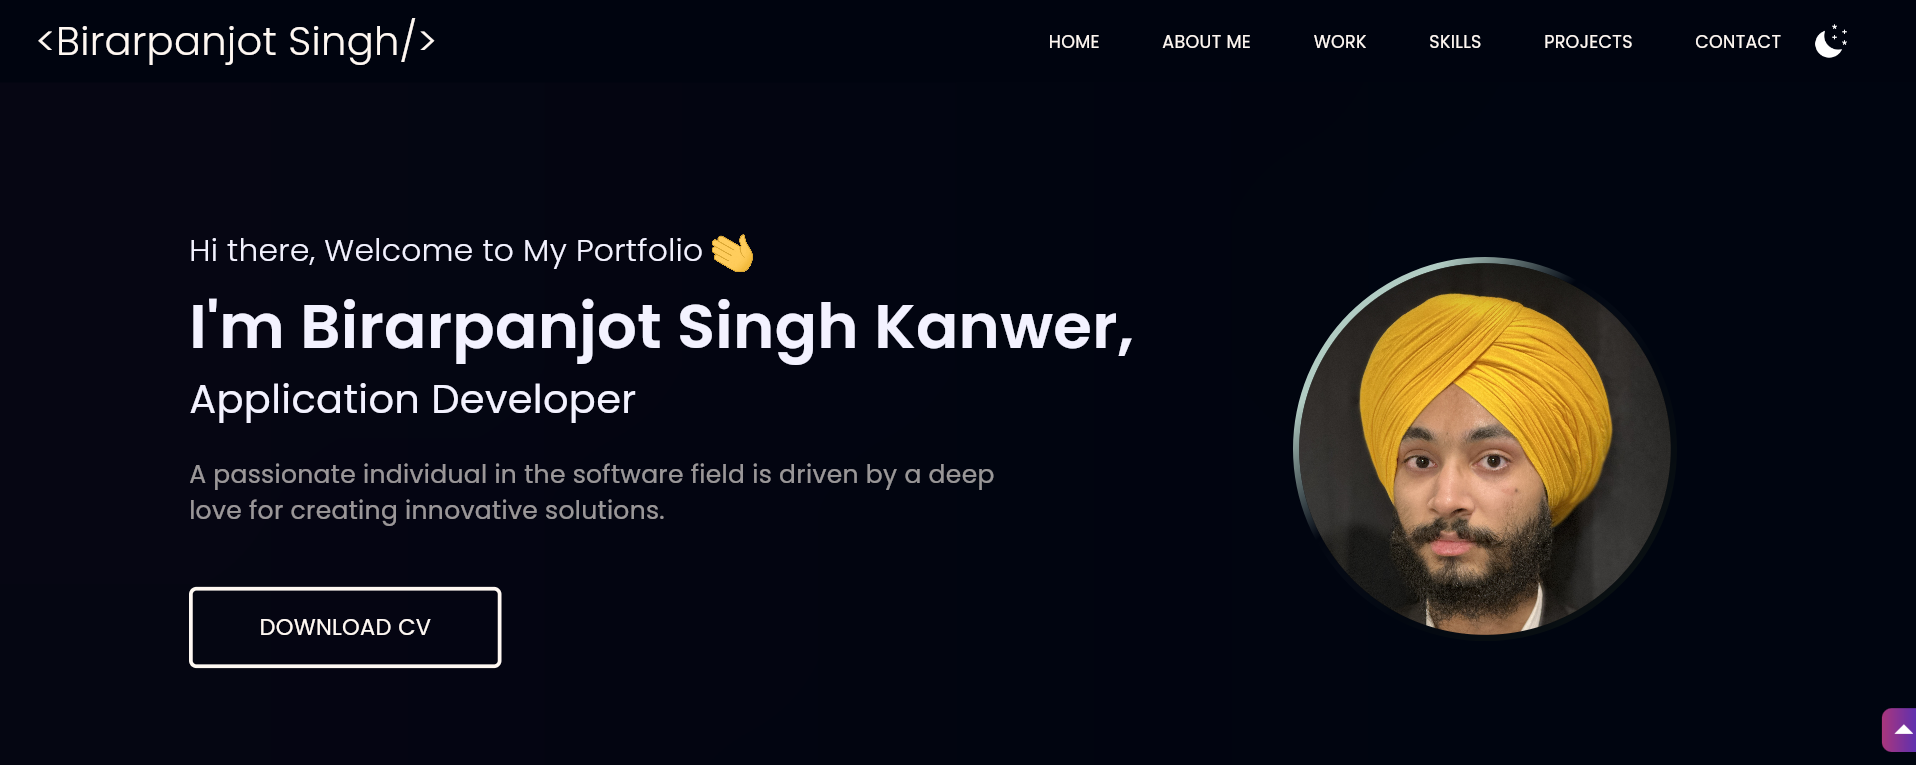 <Birarpanjot Singh/>
HOME ABOUT ME WORK SKILLS PROJECTS CONTACT
Hi there, Welcome to My Portfolio 👋
I'm Birarpanjot Singh Kanwer,
Application Developer
A passionate individual in the software field is driven by a deep
love for creating innovative solutions.
DOWNLOAD CV